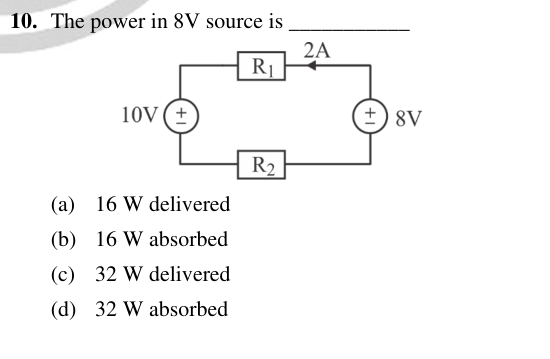 10. The power in 8V source is ____________
2A
R1
10V + − + − 8V
R2
(a) 16 W delivered
(b) 16 W absorbed
(c) 32 W delivered
(d) 32 W absorbed